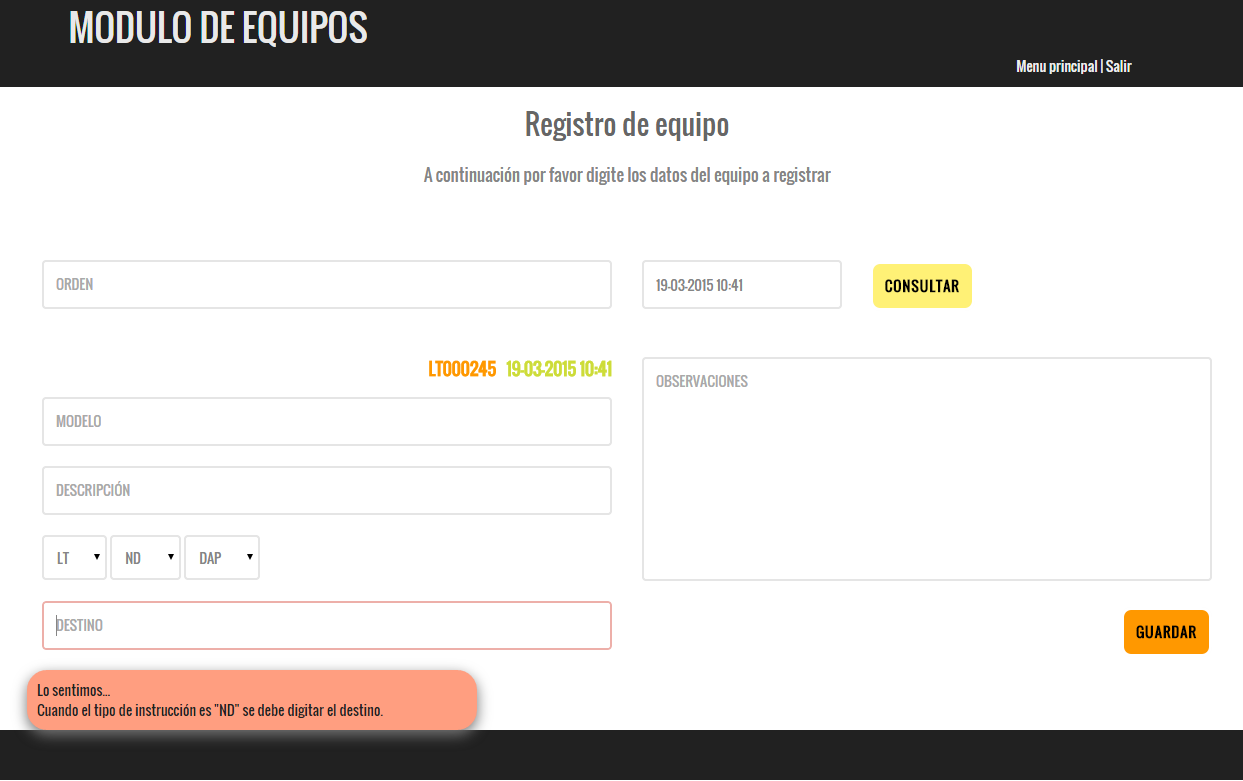 MODULO DE EQUIPOS
Menu principal | Salir
Registro de equipo
A continuación por favor digite los datos del equipo a registrar
ORDEN
19-03-2015 10:41
CONSULTAR
LT000245 19-03-2015 10:41
OBSERVACIONES
MODELO
DESCRIPCIÓN
LT ND DAP
DESTINO
GUARDAR
Lo sentimos...
Cuando el tipo de instrucción es "ND" se debe digitar el destino.